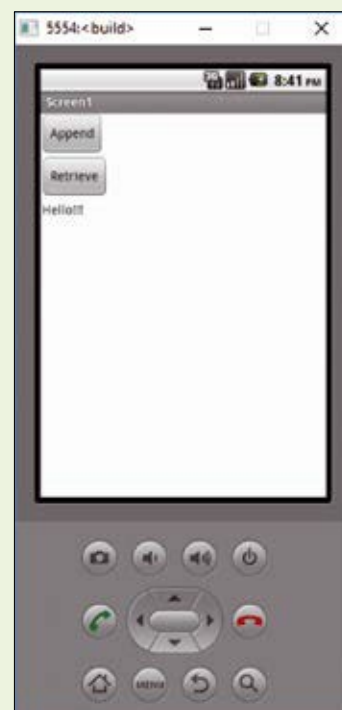 5554:<build>
8:41 PM
Screen1
Append
Retrieve
Hello!!!
MENU